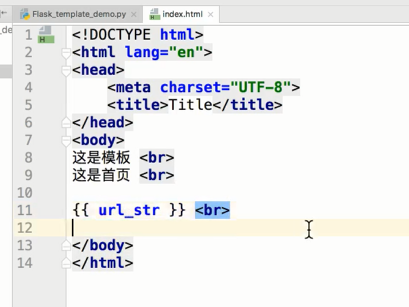 Flask_template_demo.py index.html
1 <!DOCTYPE html>
2 <html lang="en">
3 <head>
4 <meta charset="UTF-8">
5 <title>Title</title>
6 </head>
7 <body>
8 这是模板 <br>
9 这是首页 <br>
10
11 {{ url_str }} <br>
12
13 </body>
14 </html>